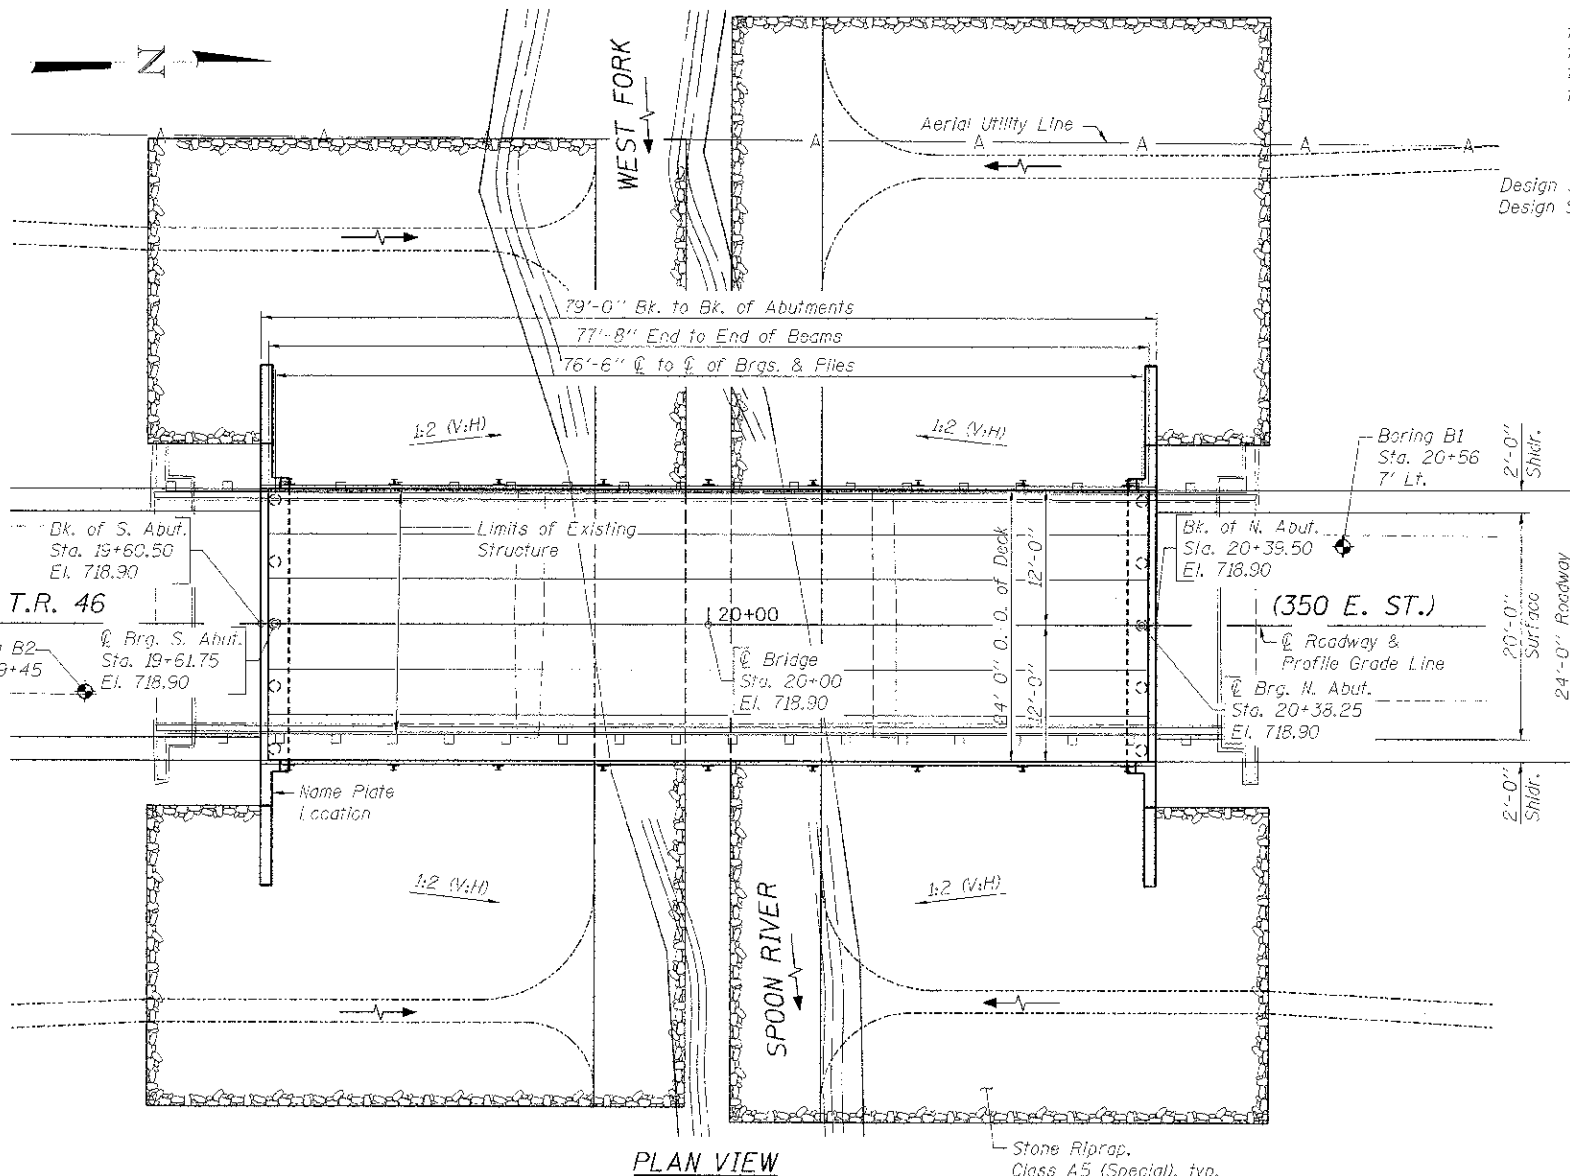 N
WEST FORK
Aerial Utility Line
A
A
A
A
A
A
A
Design
Design
79'-0" Bk. to Bk. of Abutments
77'-8" End to End of Beams
76'-6" ℄ to ℄ of Brgs. & Piles
1:2 (V:H)
1:2 (V:H)
Boring B1
Sta. 20+56
7' Lt.
2'-0"
Shldr.
Bk. of S. Abut.
Sta. 19+60.50
El. 718.90
Limits of Existing
Structure
24'-0" O. O. of Deck
12'-0"
12'-0"
Bk. of N. Abut.
Sta. 20+39.50
El. 718.90
T.R. 46
20+00
(350 E. ST.)
B2
9+45
℄ Brg. S. Abut.
Sta. 19+61.75
El. 718.90
℄ Bridge
Sta. 20+00
El. 718.90
℄ Roadway &
Profile Grade Line
℄ Brg. N. Abut.
Sta. 20+38.25
El. 718.90
20'-0"
Surface
24'-0" Roadway
2'-0"
Shldr.
Name Plate
Location
1:2 (V:H)
1:2 (V:H)
SPOON RIVER
Stone Riprap,
Class A5 (Special), typ.
PLAN VIEW